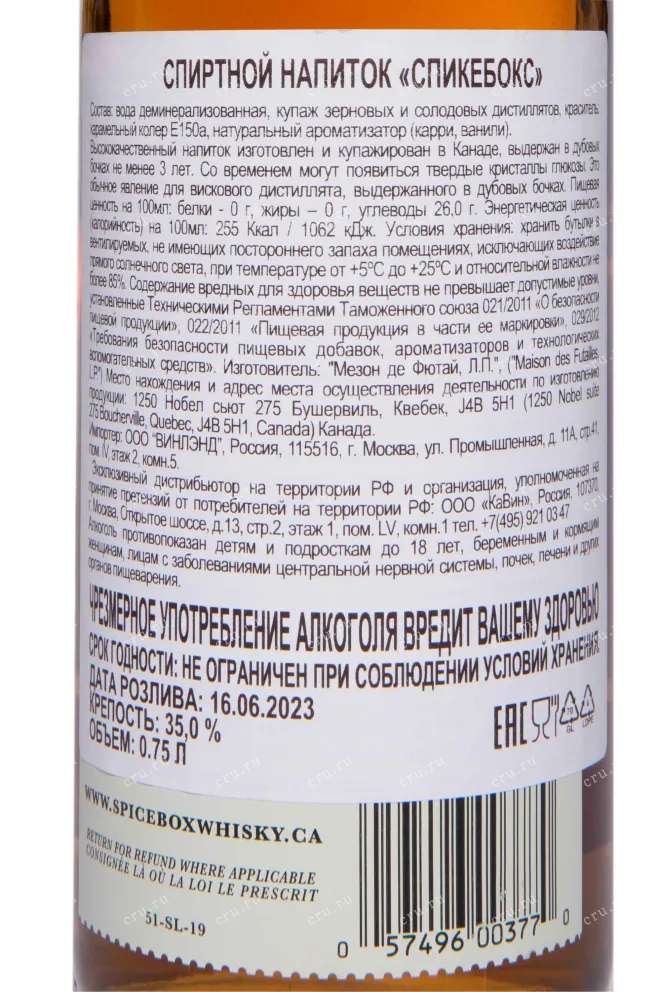 СПИРТНОЙ НАПИТОК «СПИКЕБОКС»
Состав: вода деминерализованная, купаж зерновых и солодовых дистиллятов, краситель:
карамельный колер Е150а, натуральный ароматизатор (карри, ванили).
Высококачественный напиток изготовлен и купажирован в Канаде, выдержан в дубовых
бочках не менее 3 лет. Со временем могут появиться твердые кристаллы глюкозы. Это
обычное явление для вискового дистиллята, выдержанного в дубовых бочках. Пищевая
ценность на 100мл: белки - 0 г, жиры – 0 г, углеводы 26,0 г. Энергетическая ценность
(калорийность) на 100мл: 255 Ккал / 1062 кДж. Условия хранения: хранить бутылки в
вентилируемых, не имеющих постороннего запаха помещениях, исключающих воздействие
прямого солнечного света, при температуре от +5°С до +25°С и относительной влажности не
более 85%. Содержание вредных для здоровья веществ не превышает допустимые уровни,
установленные Техническими Регламентами Таможенного союза 021/2011 «О безопасности
пищевой продукции», 022/2011 «Пищевая продукция в части ее маркировки», 029/2012
«Требования безопасности пищевых добавок, ароматизаторов и технологических
вспомогательных средств». Изготовитель: "Мезон де Фютай, Л.П.", ("Maison des Futailles,
L.P") Место нахождения и адрес места осуществления деятельности по изготовлению
продукции: 1250 Нобел сьют 275 Бушервиль, Квебек, J4B 5H1 (1250 Nobel suite
275 Boucherville, Quebec, J4B 5H1, Canada) Канада.
Импортер: ООО "ВИНЛЭНД", Россия, 115516, г. Москва, ул. Промышленная, д. 11А, стр.41,
пом. IV, этаж 2, комн.5.
Эксклюзивный дистрибьютор на территории РФ и организация, уполномоченная на
принятие претензий от потребителей на территории РФ: ООО «КаВин», Россия, 107370,
г. Москва, Открытое шоссе, д.13, стр.2, этаж 1, пом. LV, комн.1 тел. +7(495) 921 03 47
Алкоголь противопоказан детям и подросткам до 18 лет, беременным и кормящим
женщинам, лицам с заболеваниями центральной нервной системы, почек, печени и других
органов пищеварения.
ЧРЕЗМЕРНОЕ УПОТРЕБЛЕНИЕ АЛКОГОЛЯ ВРЕДИТ ВАШЕМУ ЗДОРОВЬЮ
СРОК ГОДНОСТИ: НЕ ОГРАНИЧЕН ПРИ СОБЛЮДЕНИИ УСЛОВИЙ ХРАНЕНИЯ.
ДАТА РОЗЛИВА: 16.06.2023
КРЕПОСТЬ: 35,0 %
ОБЪЕМ: 0.75 Л
EAC
70
GL
LDPE
WWW.SPICEBOXWHISKY.CA
RETURN FOR REFUND WHERE APPLICABLE
CONSIGNÉE LÀ OÙ LA LOI LE PRESCRIT
51-SL-19
0 57496 00377 0
cru.ru